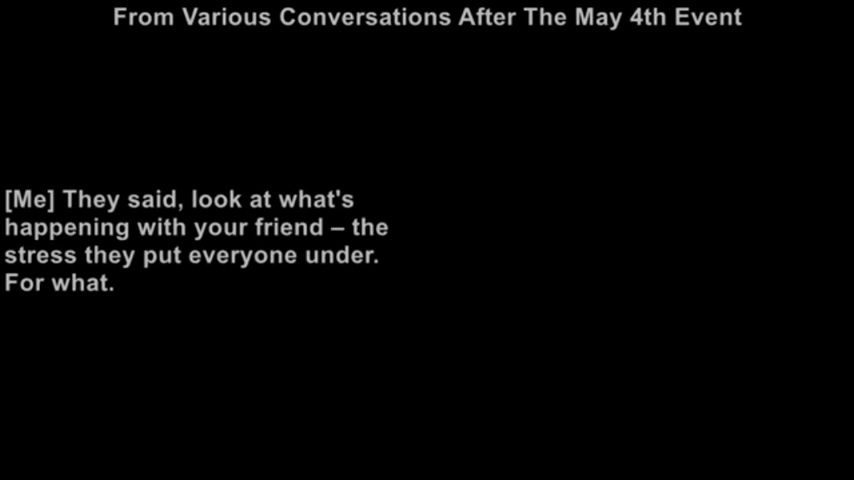 From Various Conversations After The May 4th Event
[Me] They said, look at what's
happening with your friend – the
stress they put everyone under.
For what.